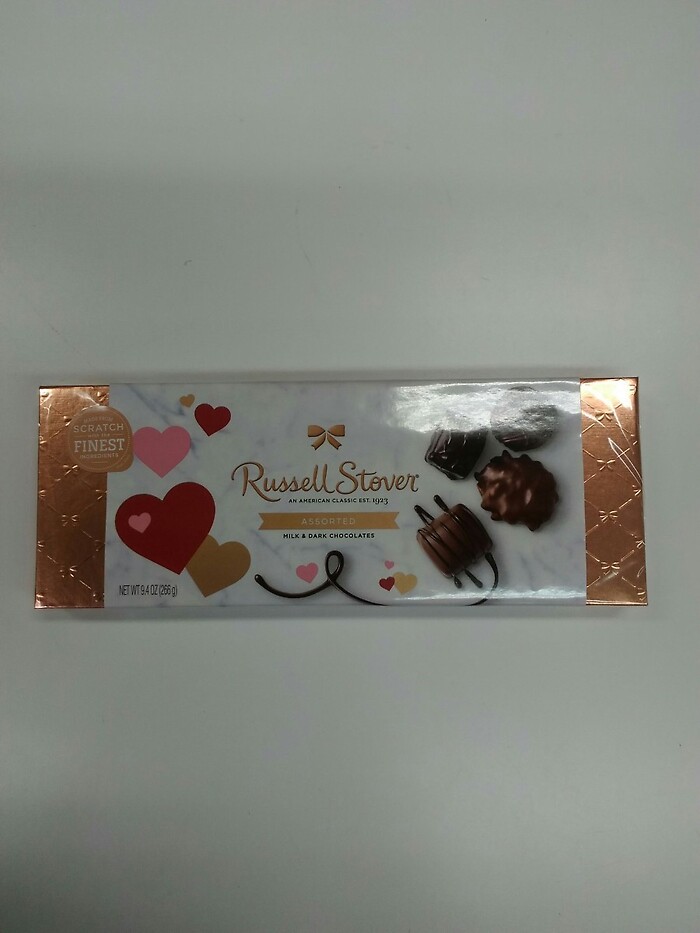 SCRATCH
FINEST
INGREDIENTS
Russell Stover
AN AMERICAN CLASSIC EST. 1923
ASSORTED
MILK & DARK CHOCOLATES
NET WT 9.4 OZ (266 g)